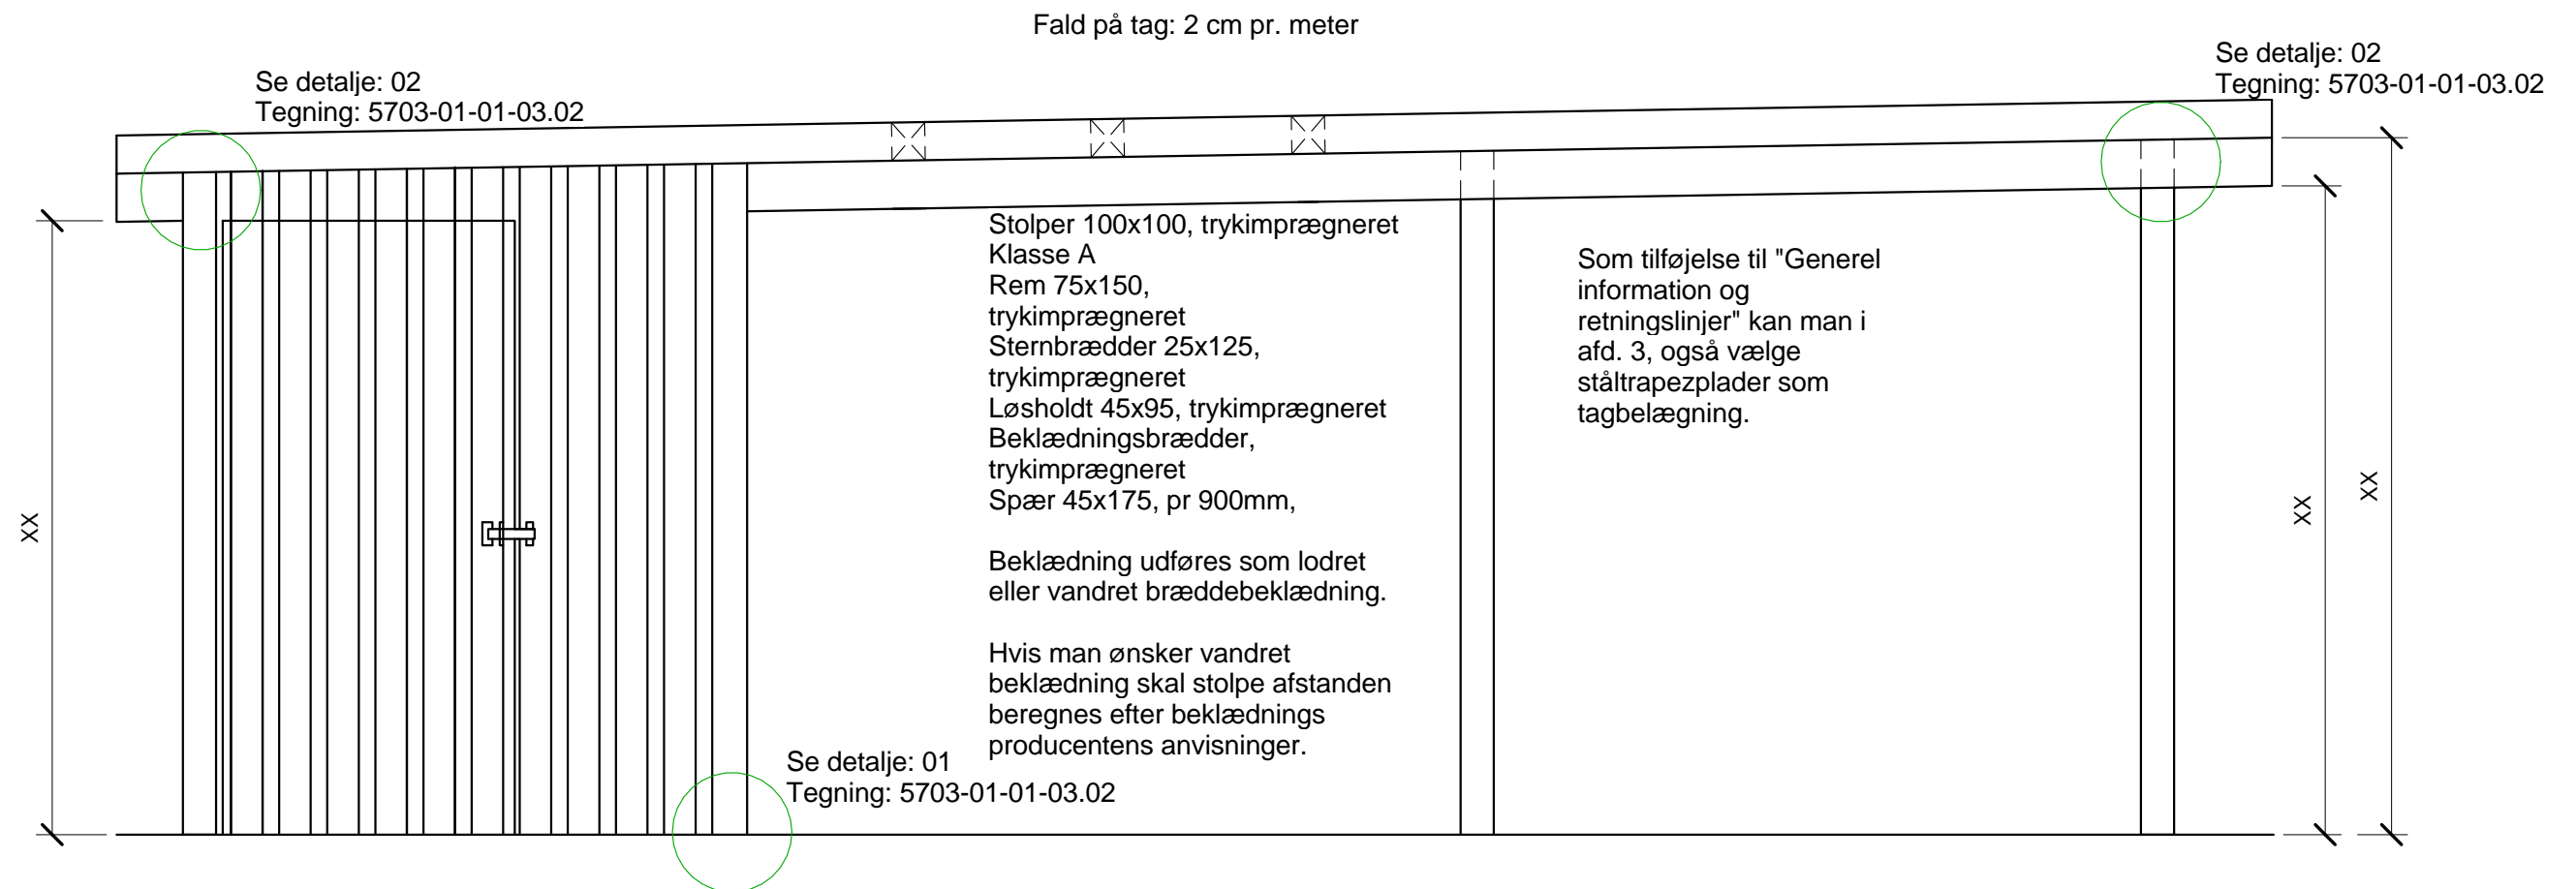 Fald på tag: 2 cm pr. meter
Se detalje: 02
Tegning: 5703-01-01-03.02
Se detalje: 02
Tegning: 5703-01-01-03.02
Stolper 100x100, trykimprægneret
Klasse A
Rem 75x150,
trykimprægneret
Sternbrædder 25x125,
trykimprægneret
Løsholdt 45x95, trykimprægneret
Beklædningsbrædder,
trykimprægneret
Spær 45x175, pr 900mm,
Beklædning udføres som lodret
eller vandret bræddebeklædning.
Hvis man ønsker vandret
beklædning skal stolpe afstanden
beregnes efter beklædnings
producentens anvisninger.
Som tilføjelse til "Generel
information og
retningslinjer" kan man i
afd. 3, også vælge
ståltrapezplader som
tagbelægning.
XX
XX
XX
Se detalje: 01
Tegning: 5703-01-01-03.02